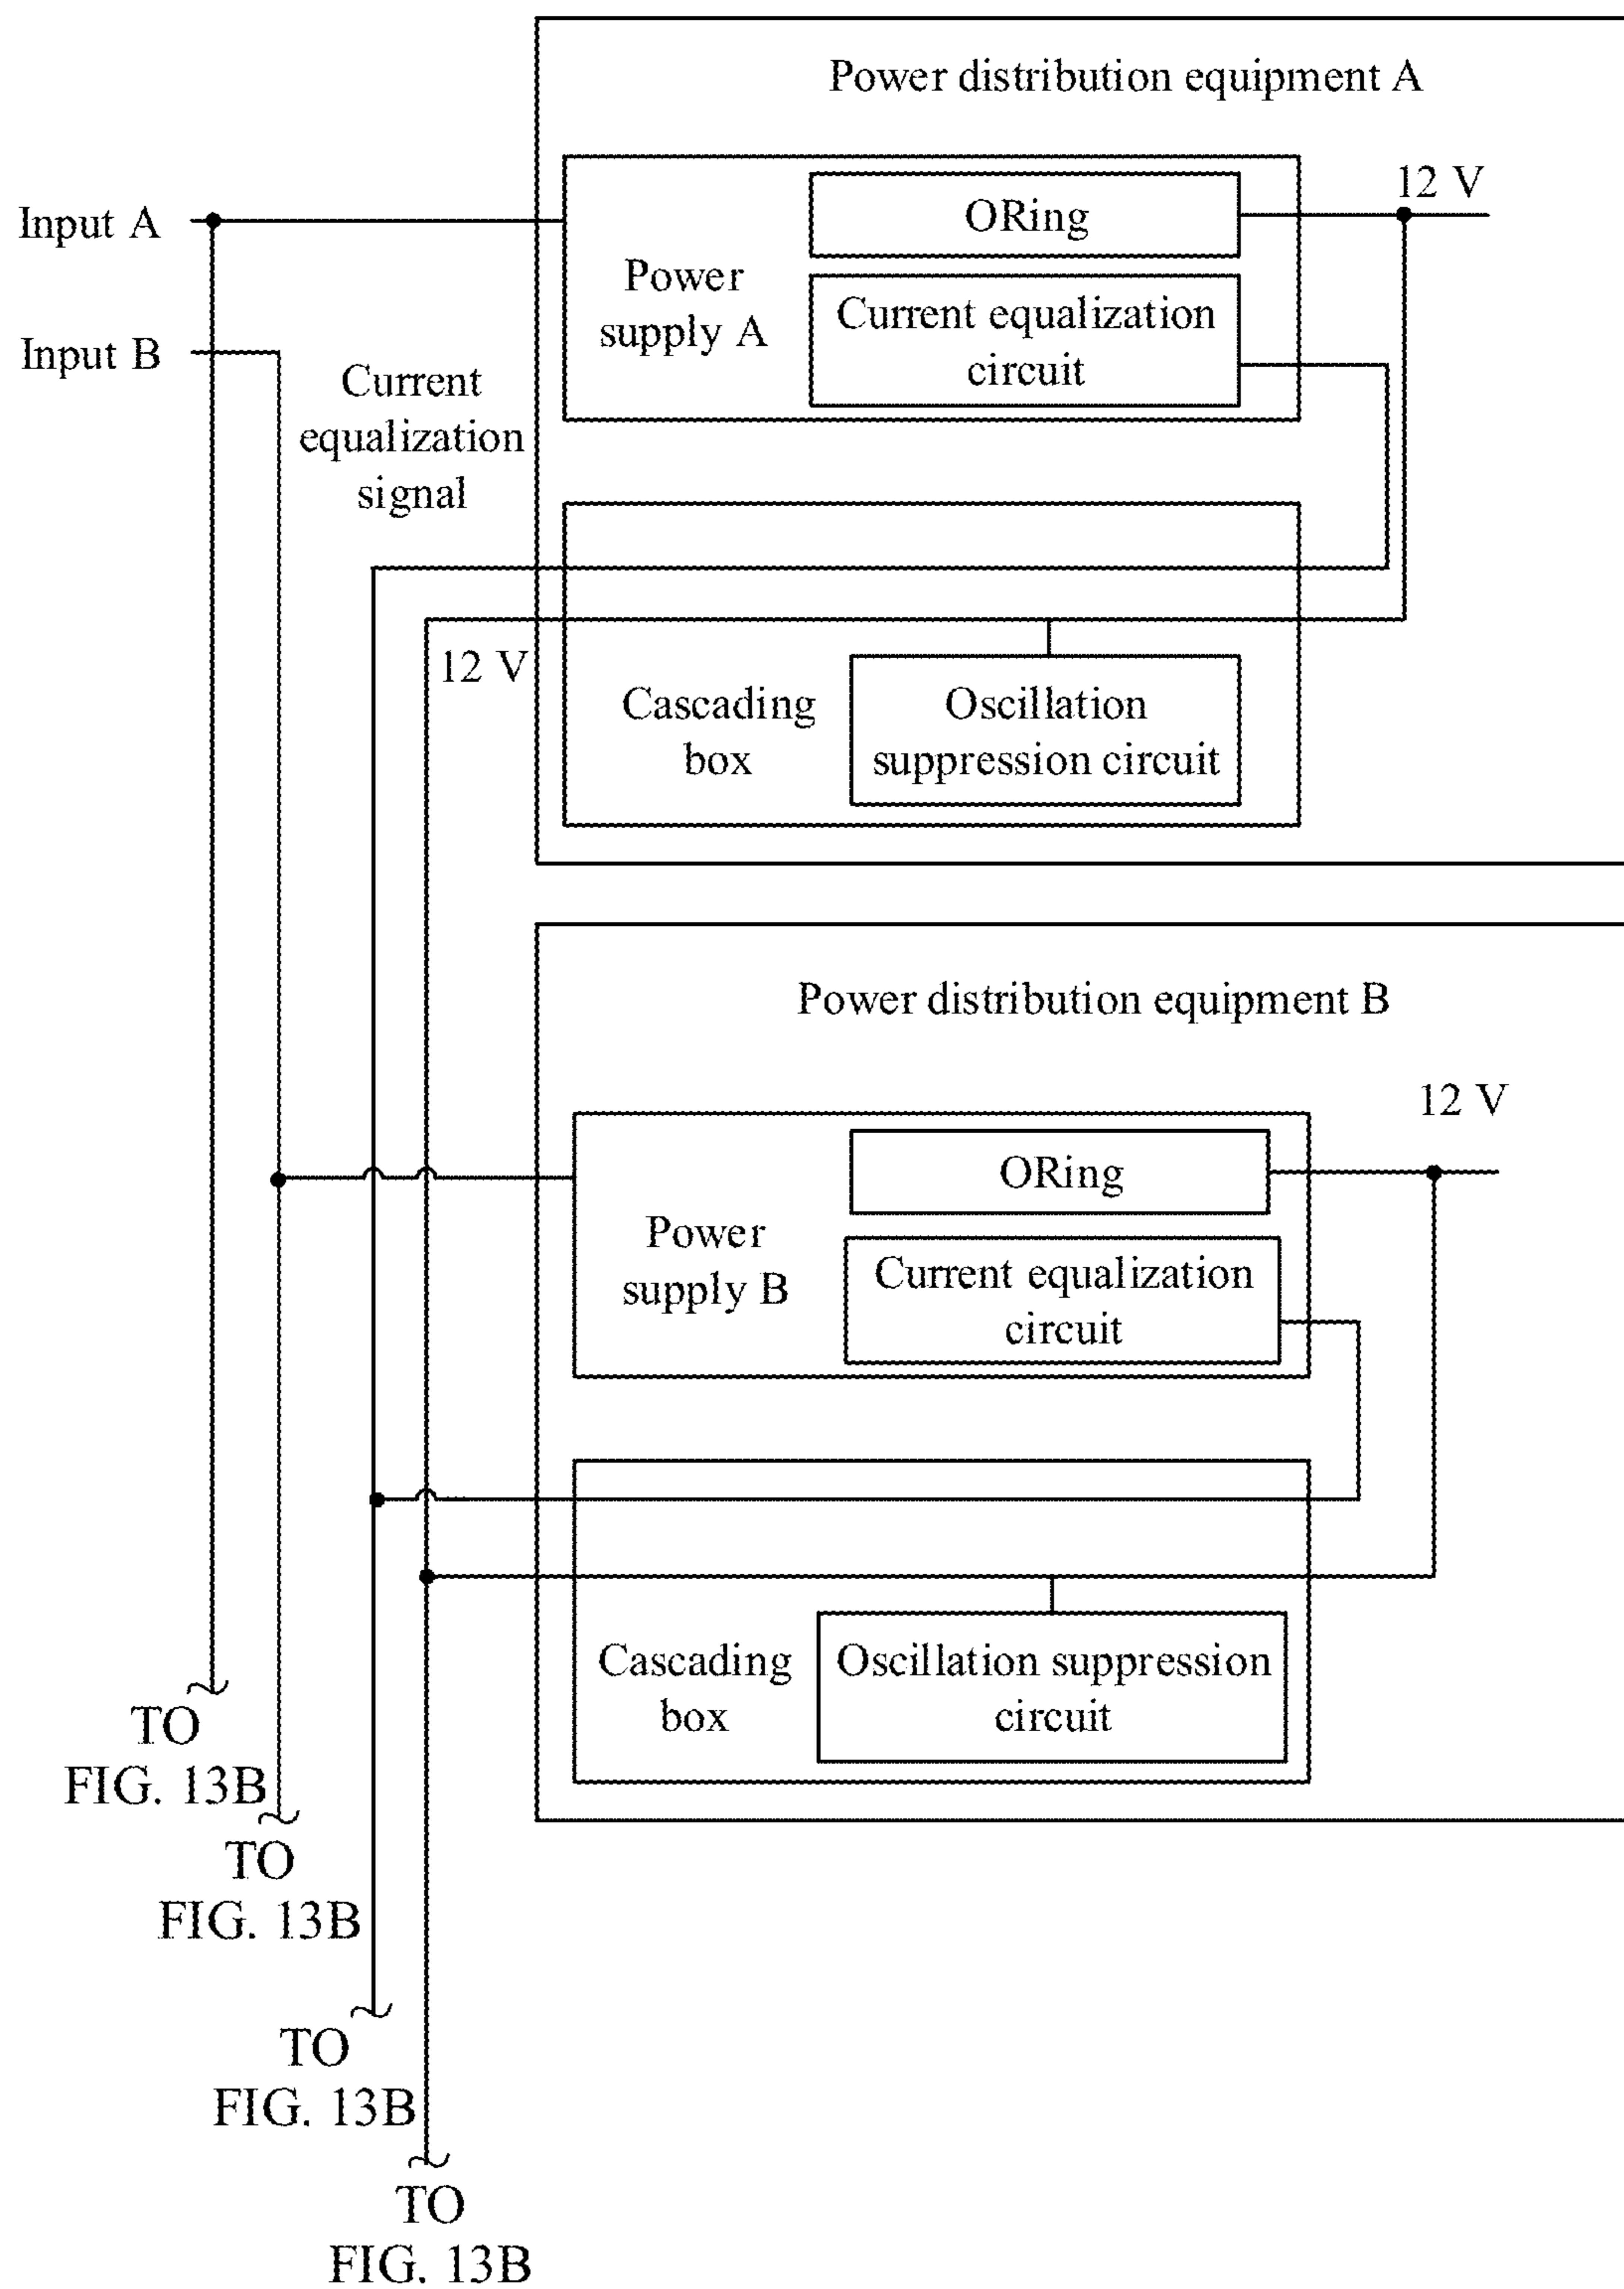 Power distribution equipment A
12 V
ORing
Input A
Power
supply A
Current equalization
circuit
Input B
Current
equalization
signal
12 V
Cascading
box
Oscillation
suppression circuit
Power distribution equipment B
12 V
ORing
Power
supply B
Current equalization
circuit
Cascading
box
Oscillation suppression
circuit
TO
FIG. 13B
TO
FIG. 13B
TO
FIG. 13B
TO
FIG. 13B